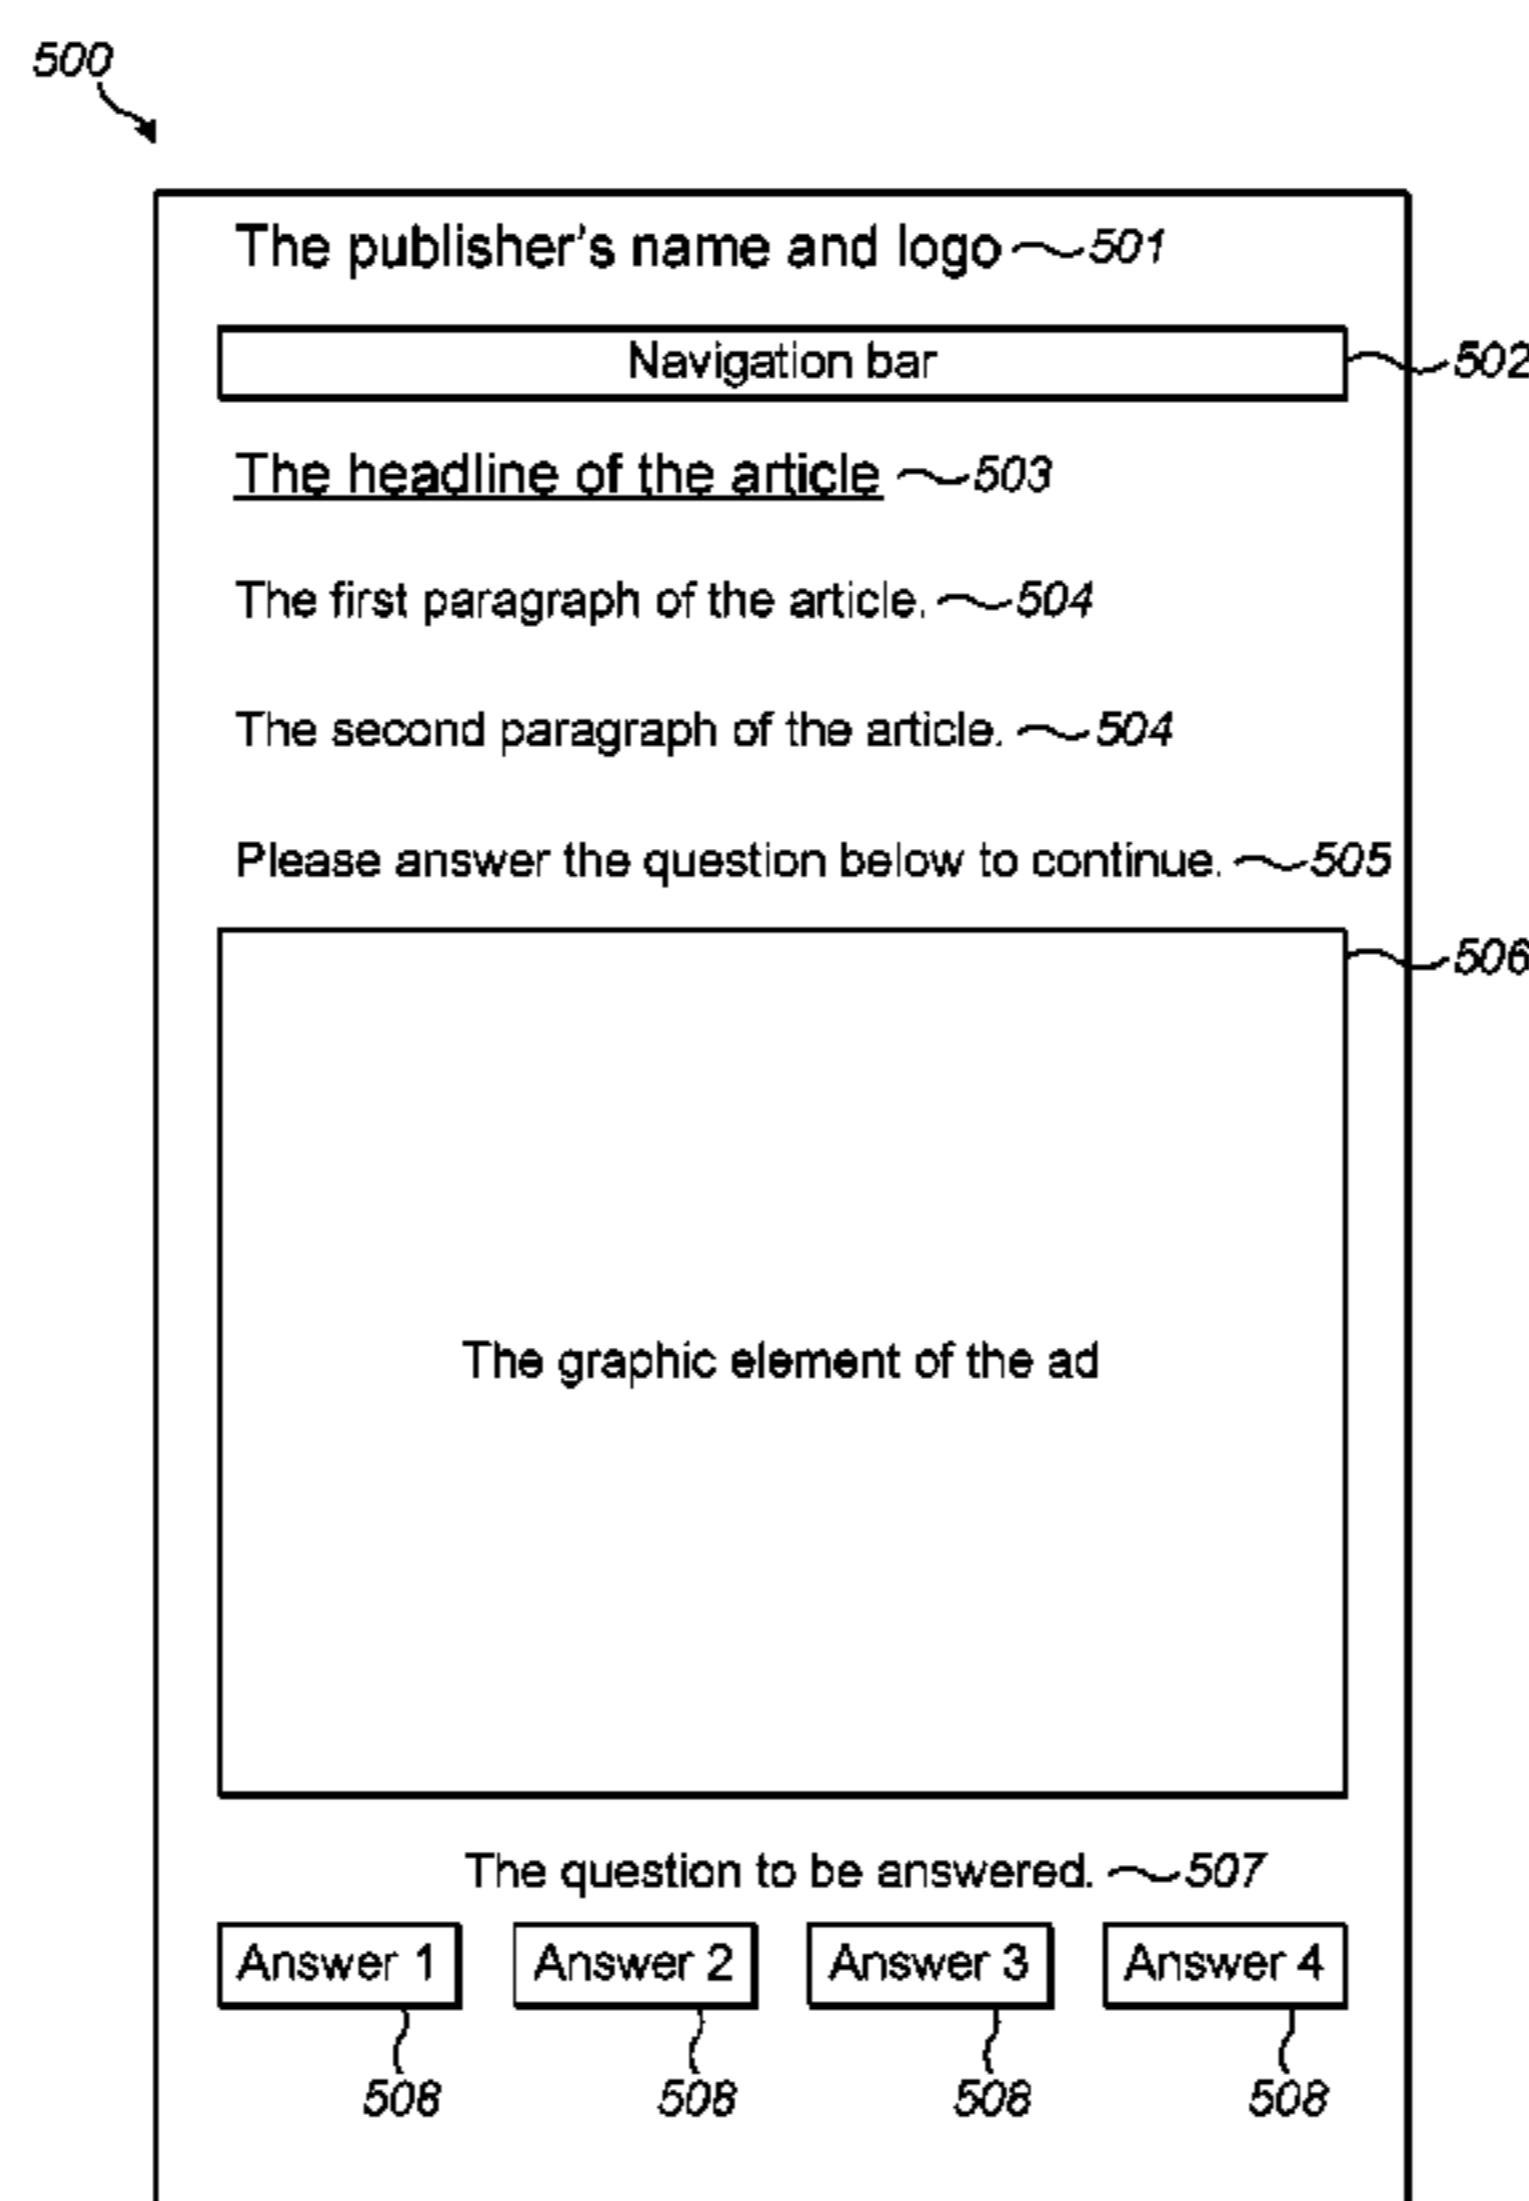 500
The publisher's name and logo 501
Navigation bar 502
The headline of the article 503
The first paragraph of the article. 504
The second paragraph of the article. 504
Please answer the question below to continue. 505
506
The graphic element of the ad
The question to be answered. 507
Answer 1 Answer 2 Answer 3 Answer 4
508 508 508 508